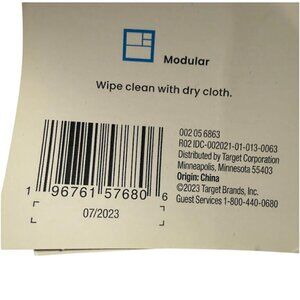 Modular
Wipe clean with dry cloth.
002 05 6863
R02 IDC-002021-01-013-0063
Distributed by Target Corporation
Minneapolis, Minnesota 55403
Origin: China
©2023 Target Brands, Inc.
Guest Services 1-800-440-0680
1 96761 57680 6
07/2023